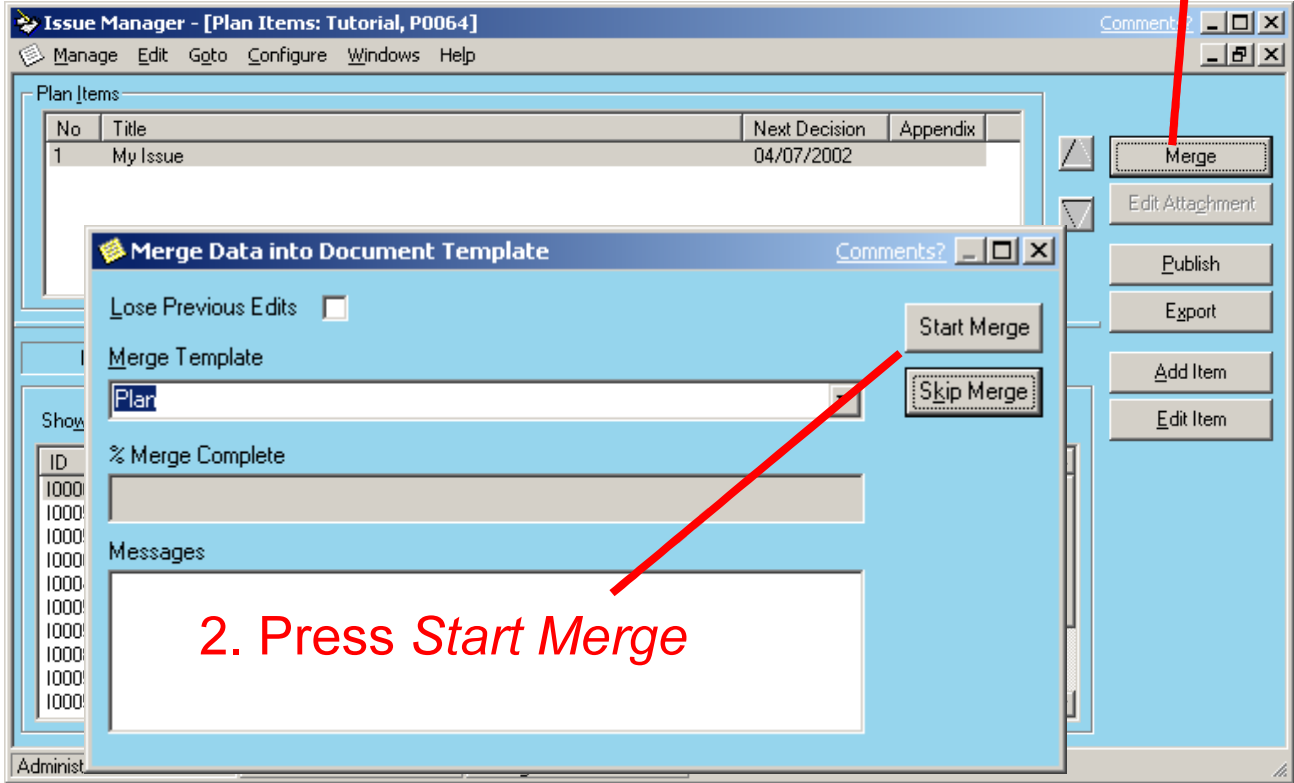 Issue Manager - [Plan Items: Tutorial, P0064] Comments?
Manage Edit Goto Configure Windows Help
Plan Items
No Title Next Decision Appendix
1 My Issue 04/07/2002
Merge
Edit Attachment
Publish
Export
Add Item
Edit Item
Merge Data into Document Template Comments?
Lose Previous Edits
Start Merge
Merge Template
Skip Merge
Plan
% Merge Complete
Messages
2. Press Start Merge
Show
ID